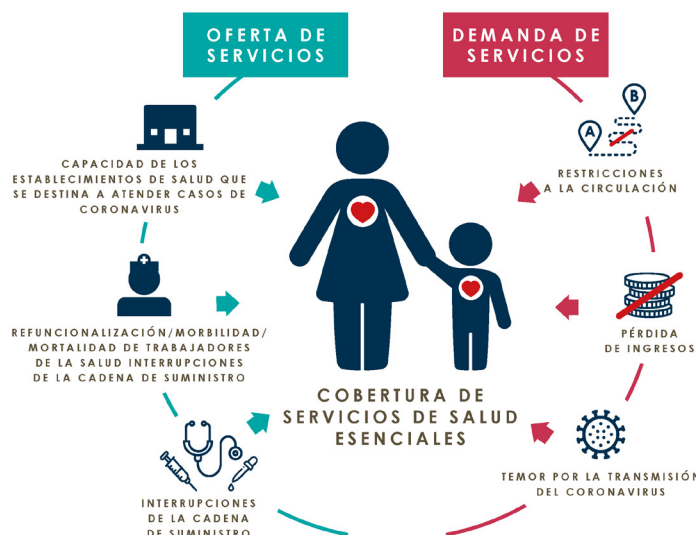 OFERTA DE
SERVICIOS
CAPACIDAD DE LOS
ESTABLECIMIENTOS DE SALUD QUE
SE DESTINA A ATENDER CASOS DE
CORONAVIRUS
REFUNCIONALIZACIÓN/MORBILIDAD/
MORTALIDAD DE TRABAJADORES
DE LA SALUD INTERRUPCIONES
DE LA CADENA DE SUMINISTRO
INTERRUPCIONES
DE LA CADENA
DE SUMINISTRO
COBERTURA DE
SERVICIOS DE SALUD
ESENCIALES
DEMANDA DE
SERVICIOS
B
A
RESTRICCIONES
A LA CIRCULACIÓN
PÉRDIDA
DE INGRESOS
TEMOR POR LA TRANSMISIÓN
DEL CORONAVIRUS